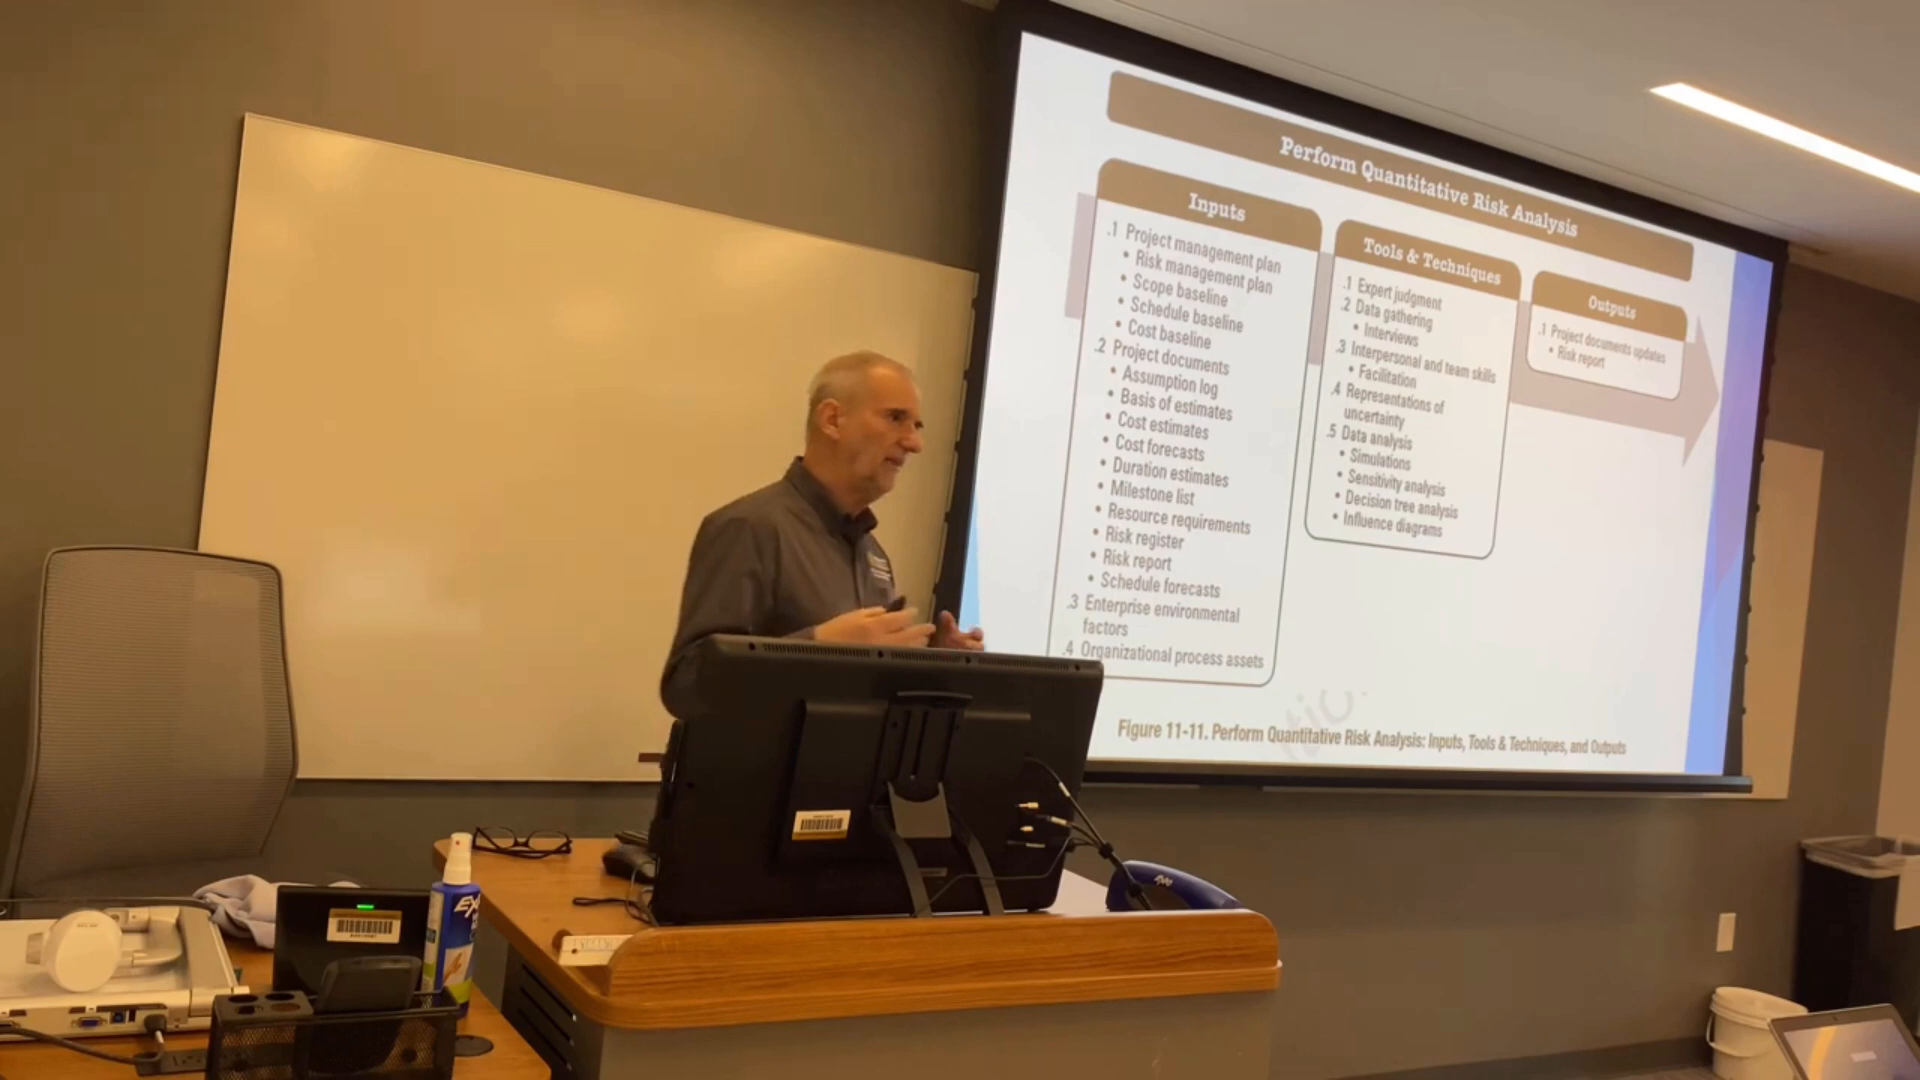 Perform Quantitative Risk Analysis
Inputs
.1 Project management plan
• Risk management plan
• Scope baseline
• Schedule baseline
• Cost baseline
.2 Project documents
• Assumption log
• Basis of estimates
• Cost estimates
• Cost forecasts
• Duration estimates
• Milestone list
• Resource requirements
• Risk register
• Risk report
• Schedule forecasts
.3 Enterprise environmental
factors
.4 Organizational process assets
Tools & Techniques
.1 Expert judgment
.2 Data gathering
• Interviews
.3 Interpersonal and team skills
• Facilitation
.4 Representations of
uncertainty
.5 Data analysis
• Simulations
• Sensitivity analysis
• Decision tree analysis
• Influence diagrams
Outputs
.1 Project documents updates
• Risk report
Figure 11-11. Perform Quantitative Risk Analysis: Inputs, Tools & Techniques, and Outputs